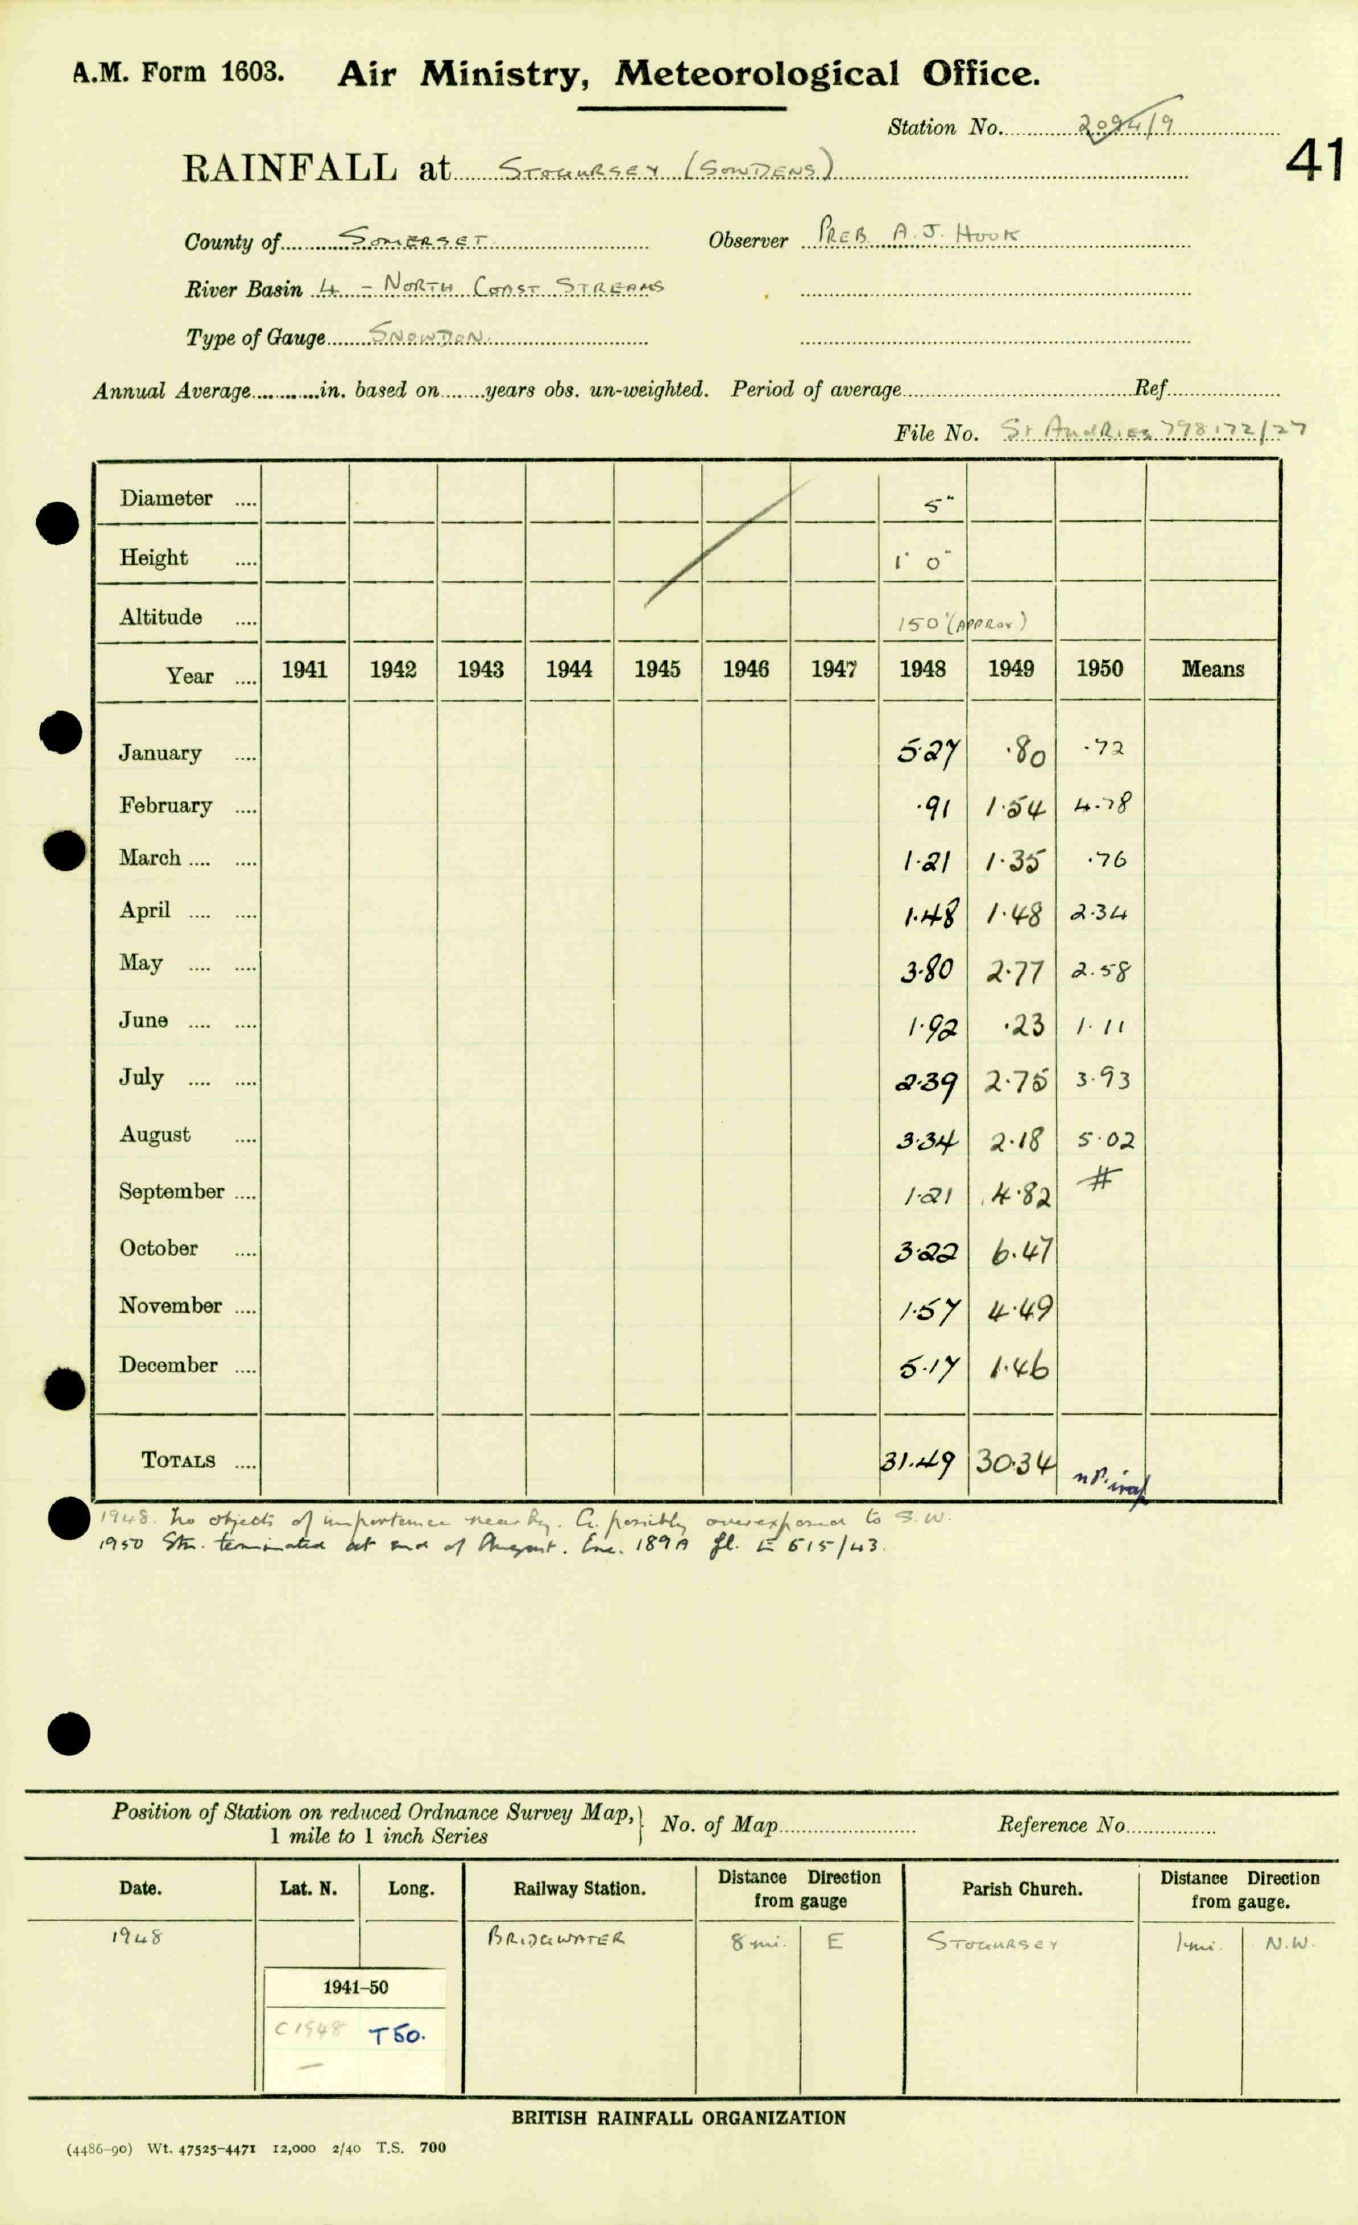 A.M. Form 1603. Air Ministry, Meteorological Office.
Station No. 2094/9
41
RAINFALL at STOGURSEY (SOWDENS)
County of SOMERSET Observer PREB. A.J. HOOK
River Basin 4 - NORTH COAST STREAMS
Type of Gauge SNOWDON
Annual Average............in. based on........years obs. un-weighted. Period of average............Ref............
File No. St Audries 798172/27
Diameter .... 5"
Height .... 1' 0"
Altitude .... 150' (APPROX)
Year .... 1941 1942 1943 1944 1945 1946 1947 1948 1949 1950 Means
January .... 5.27 .80 .72
February .... .91 1.54 4.78
March .... .... 1.21 1.35 .76
April .... .... 1.48 1.48 2.34
May .... .... 3.80 2.77 2.58
June .... .... 1.92 .23 1.11
July .... .... 2.39 2.75 3.93
August .... 3.34 2.18 5.02
September .... 1.21 4.82 #
October .... 3.22 6.47
November .... 1.57 4.49
December .... 5.17 1.46
TOTALS .... 31.49 30.34
1948. No objects of importance nearby. G. possibly overexposed to S.W.
1950 Stn. terminated at end of August. Enc. 189A fl. E 615/43.
Position of Station on reduced Ordnance Survey Map, } No. of Map............ Reference No............
1 mile to 1 inch Series
Date. Lat. N. Long. Railway Station. Distance Direction from gauge Parish Church. Distance Direction from gauge.
1948 BRIDGWATER 8 mi. E STOGURSEY 1 mi. N.W.
1941–50
C1948 T50.
—
BRITISH RAINFALL ORGANIZATION
(4486-90) Wt. 47525-4471 12,000 2/40 T.S. 700